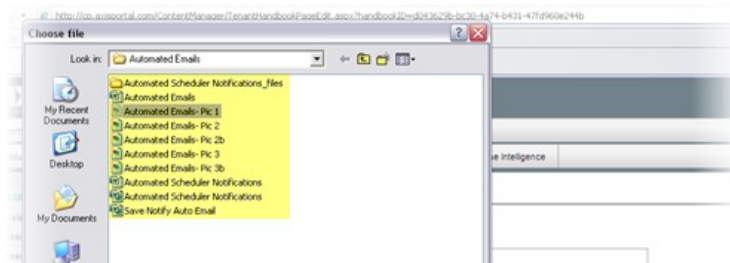 http://cp.axisportal.com/ContentManager/TenantHandbookPageEdit.aspx?handbookID=d043629b-bc30-4a74-b431-47fd960e244b
Choose file
Look in: Automated Emails
Automated Scheduler Notifications_files
Automated Emails
Automated Emails- Pic 1
Automated Emails- Pic 2
Automated Emails- Pic 2b
Automated Emails- Pic 3
Automated Emails- Pic 3b
Automated Scheduler Notifications
Automated Scheduler Notifications
Save Notify Auto Email
My Recent
Documents
Desktop
My Documents
Intelligence